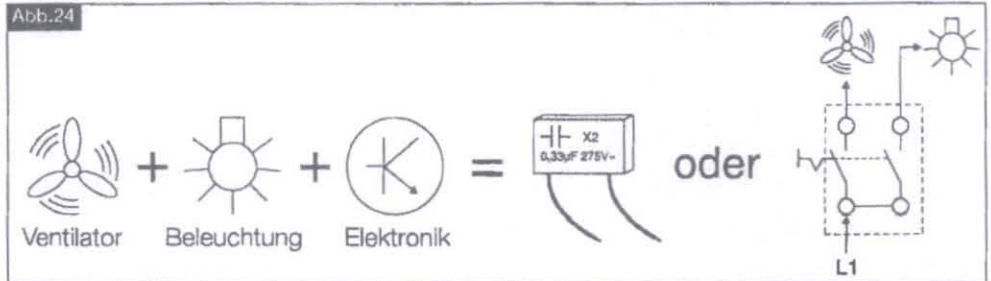 Abb.24
X2
0,33µF 275V~
oder
Ventilator
Beleuchtung
Elektronik
L1